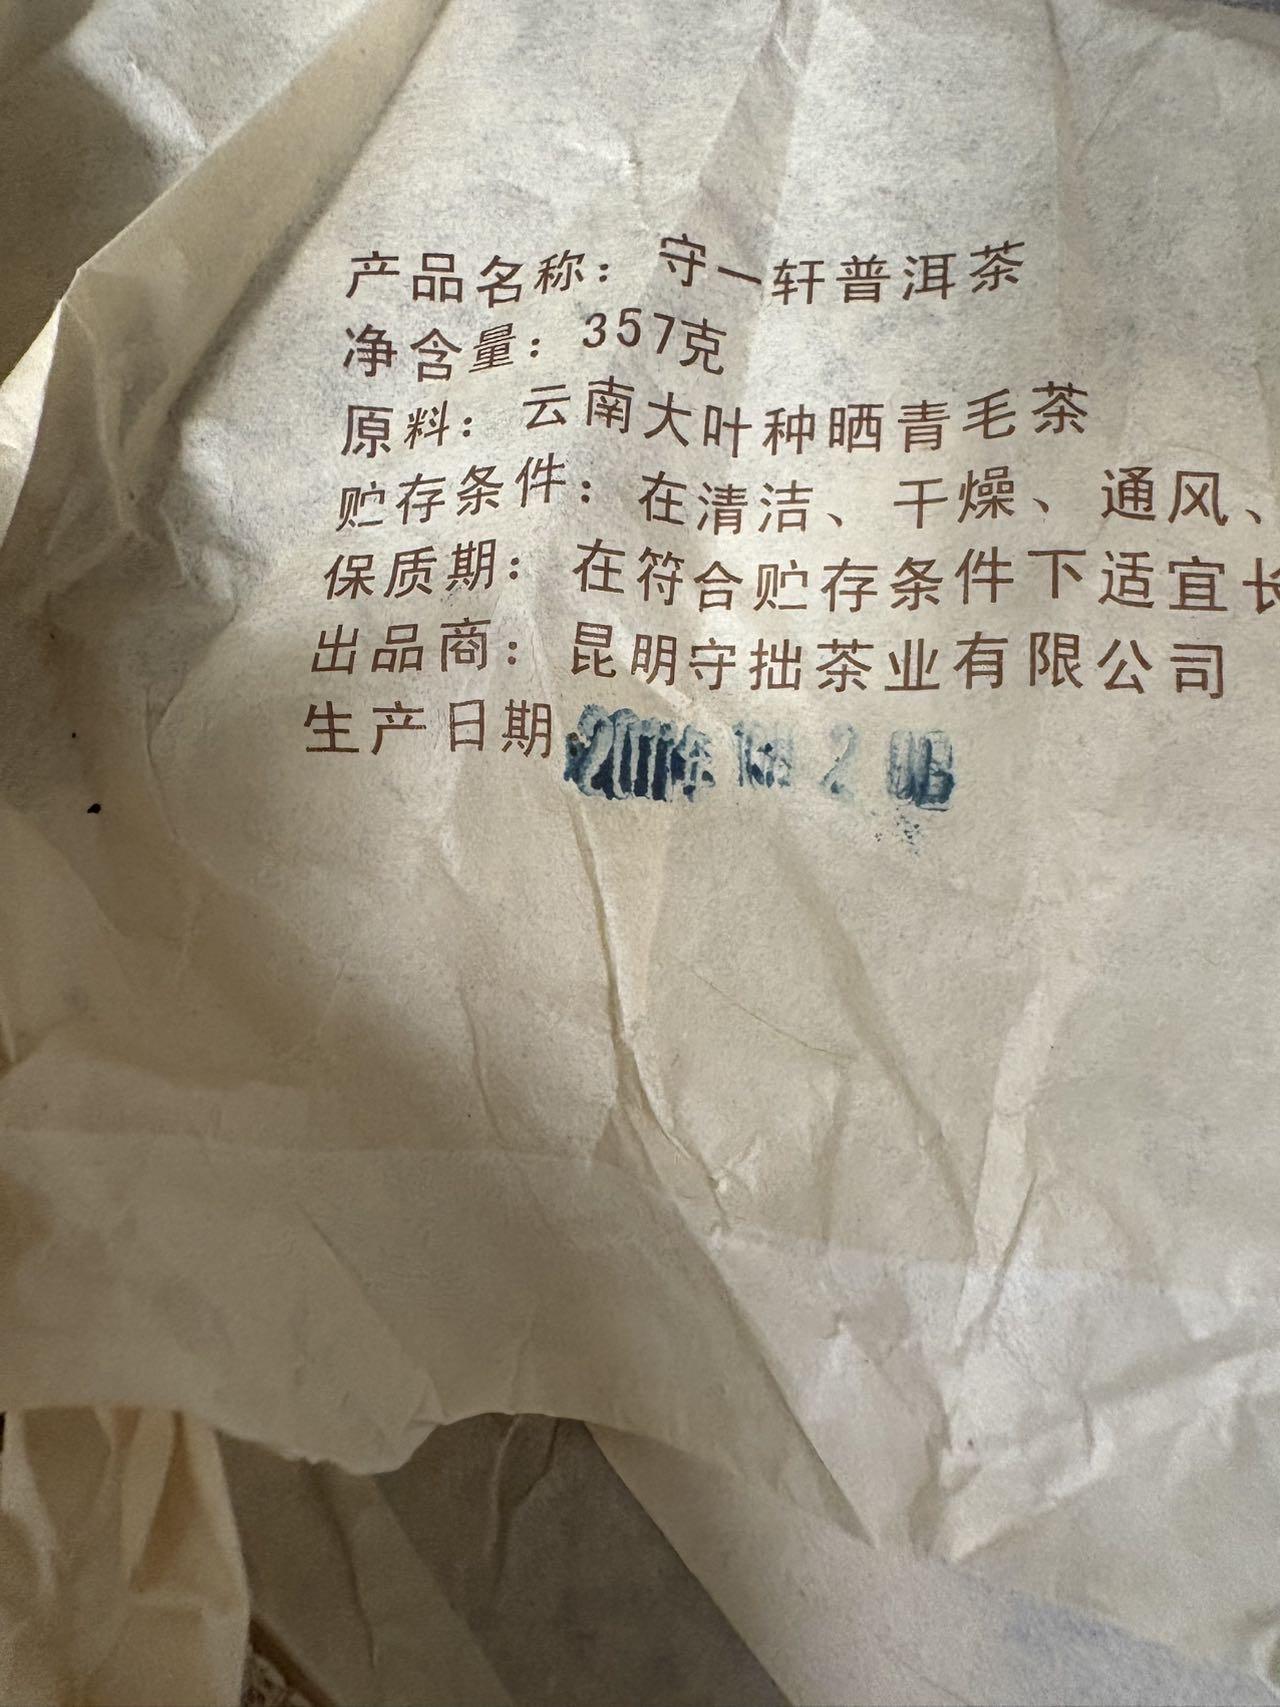 产品名称：守一轩普洱茶
净含量：357克
原料：云南大叶种晒青毛茶
贮存条件：在清洁、干燥、通风、
保质期：在符合贮存条件下适宜长
出品商：昆明守拙茶业有限公司
生产日期